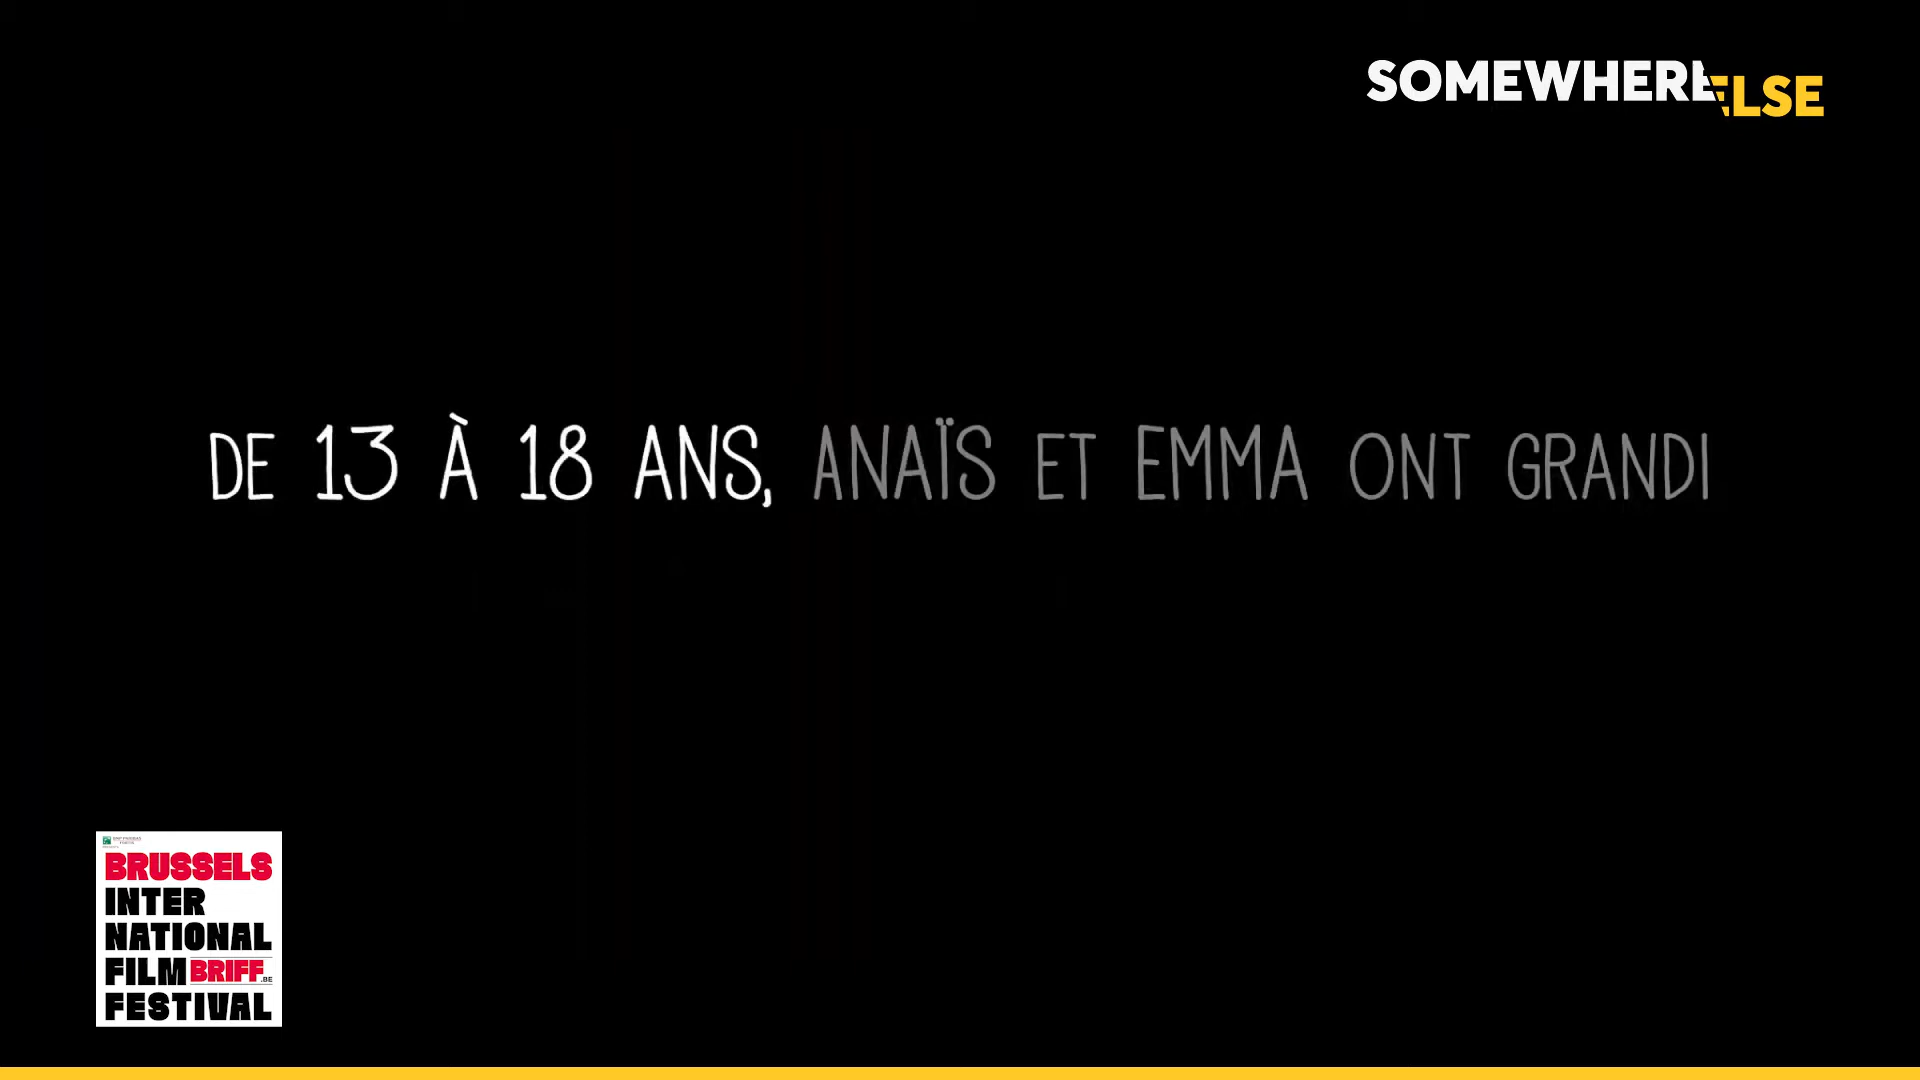 SOMEWHERE ELSE
DE 13 À 18 ANS, ANAÏS ET EMMA ONT GRANDI
BRUSSELS
INTER
NATIONAL
FILM BRIFF.BE
FESTIVAL